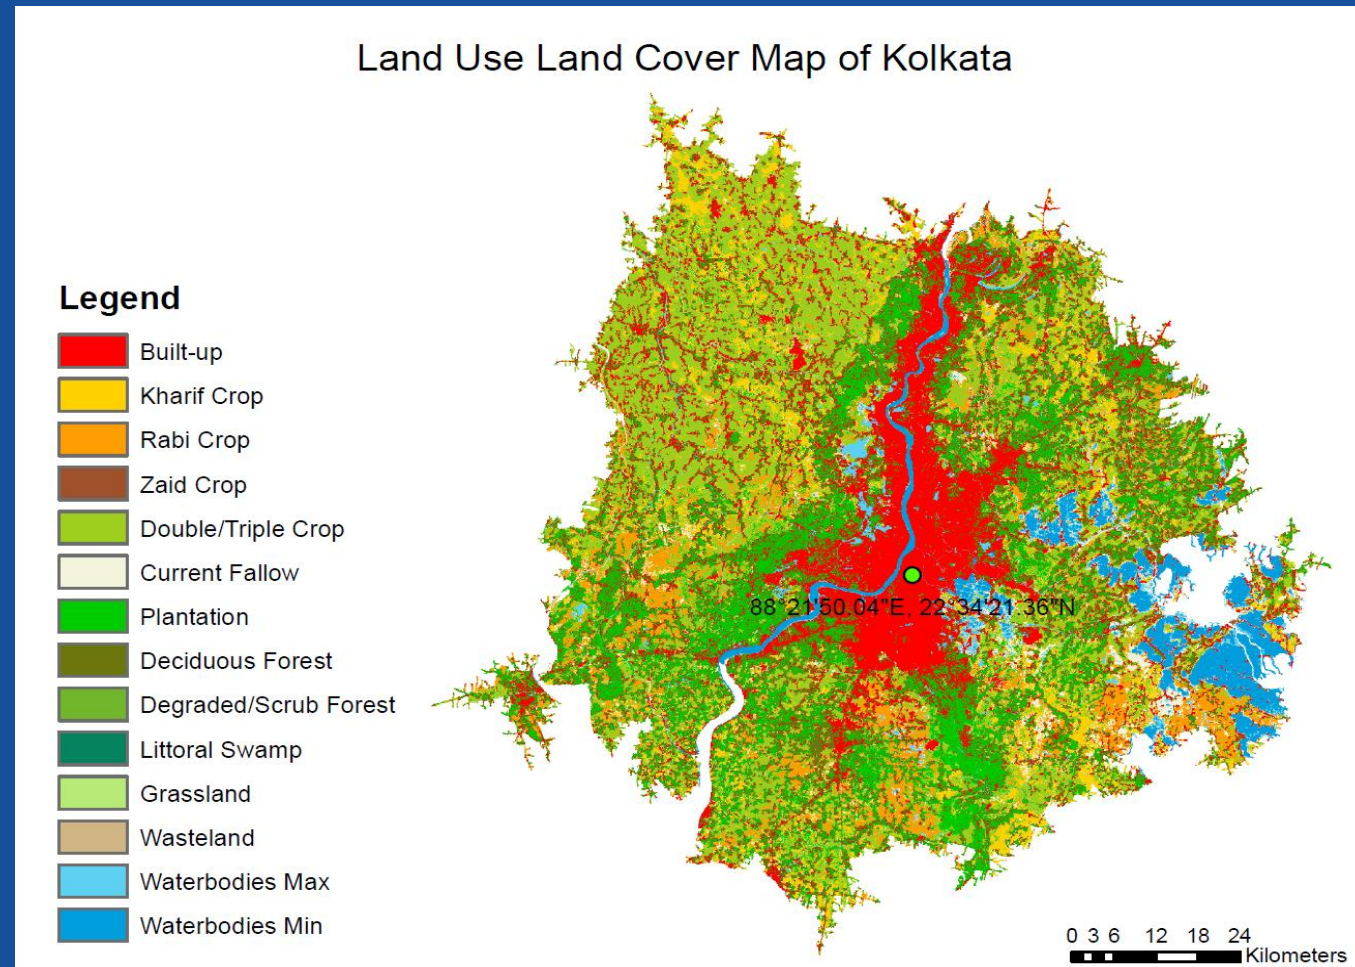 Land Use Land Cover Map of Kolkata
Legend
Built-up
Kharif Crop
Rabi Crop
Zaid Crop
Double/Triple Crop
Current Fallow
Plantation
Deciduous Forest
Degraded/Scrub Forest
Littoral Swamp
Grassland
Wasteland
Waterbodies Max
Waterbodies Min
88°21'50.04"E, 22°34'21.36"N
0 3 6 12 18 24
Kilometers